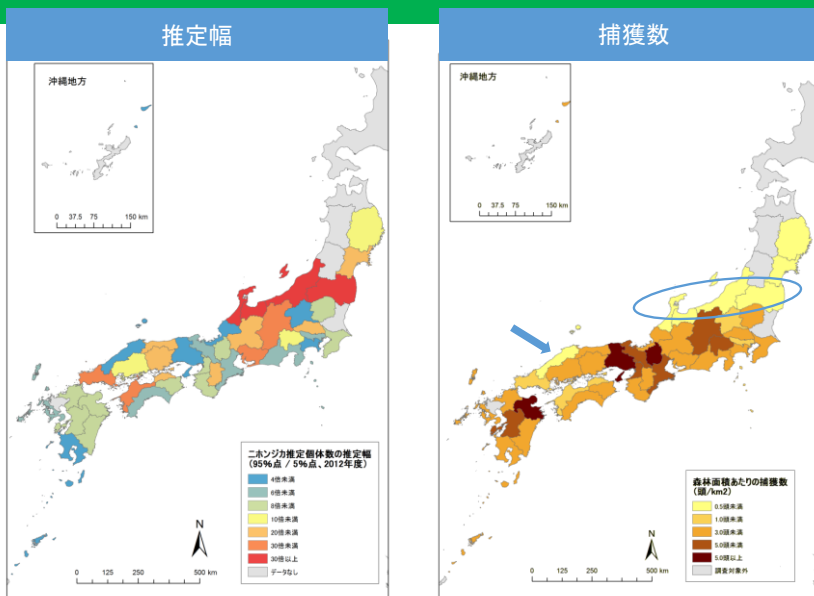 推定幅
沖縄地方
0 37.5 75 150 km
ニホンジカ推定個体数の推定幅
(95%点 / 5%点、2012年度)
4倍未満
6倍未満
8倍未満
10倍未満
20倍未満
30倍未満
30倍以上
データなし
N
0 125 250 500 km
捕獲数
沖縄地方
0 37.5 75 150 km
森林面積あたりの捕獲数
(頭/km2)
0.5頭未満
1.0頭未満
3.0頭未満
5.0頭未満
5.0頭以上
調査対象外
N
0 125 250 500 km